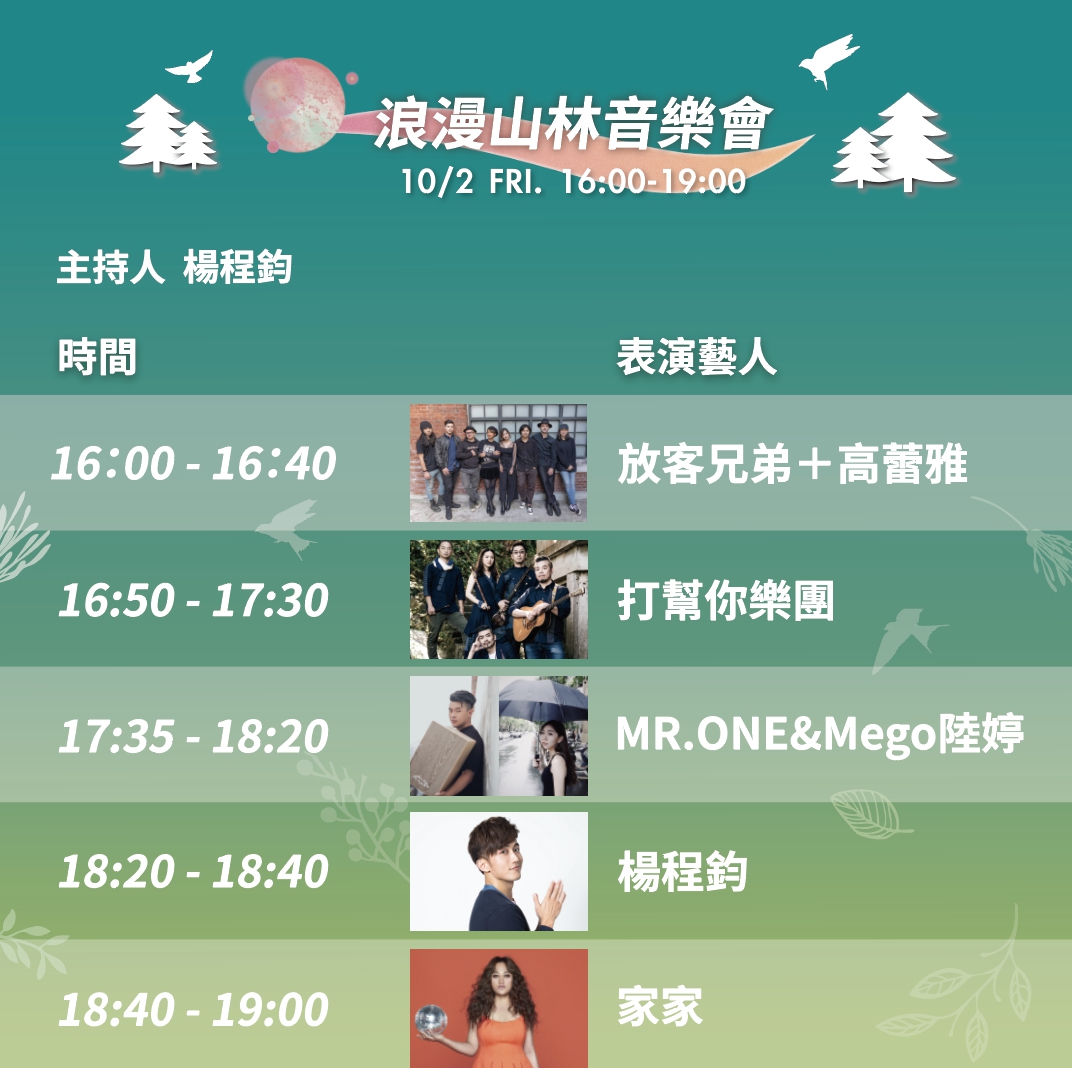 浪漫山林音樂會
10/2 FRI. 16:00-19:00
主持人 楊程鈞
時間 表演藝人
16:00 - 16:40 放客兄弟＋高蕾雅
16:50 - 17:30 打幫你樂團
17:35 - 18:20 MR.ONE&Mego陸婷
18:20 - 18:40 楊程鈞
18:40 - 19:00 家家